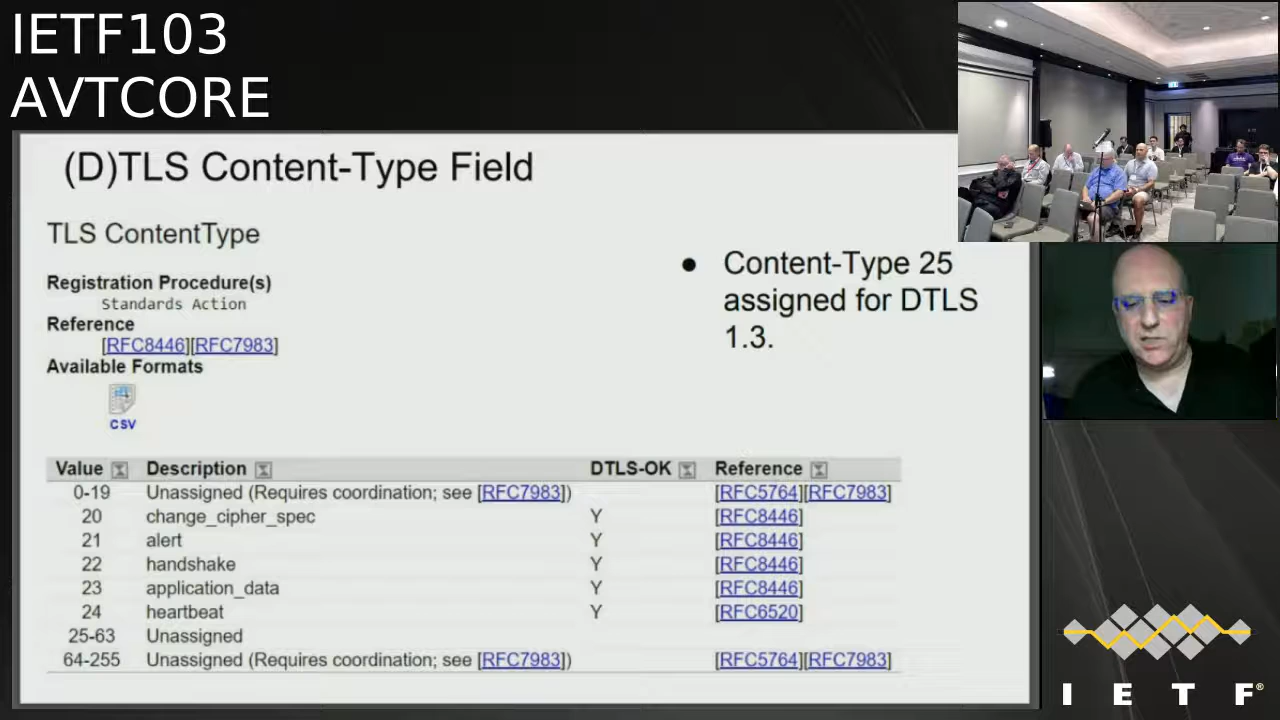 IETF103
AVTCORE
(D)TLS Content-Type Field
TLS ContentType
Registration Procedure(s)
Standards Action
Reference
[RFC8446][RFC7983]
Available Formats
CSV
● Content-Type 25
assigned for DTLS
1.3.
Value Description DTLS-OK Reference
0-19 Unassigned (Requires coordination; see [RFC7983]) [RFC5764][RFC7983]
20 change_cipher_spec Y [RFC8446]
21 alert Y [RFC8446]
22 handshake Y [RFC8446]
23 application_data Y [RFC8446]
24 heartbeat Y [RFC6520]
25-63 Unassigned
64-255 Unassigned (Requires coordination; see [RFC7983]) [RFC5764][RFC7983]
IETF®